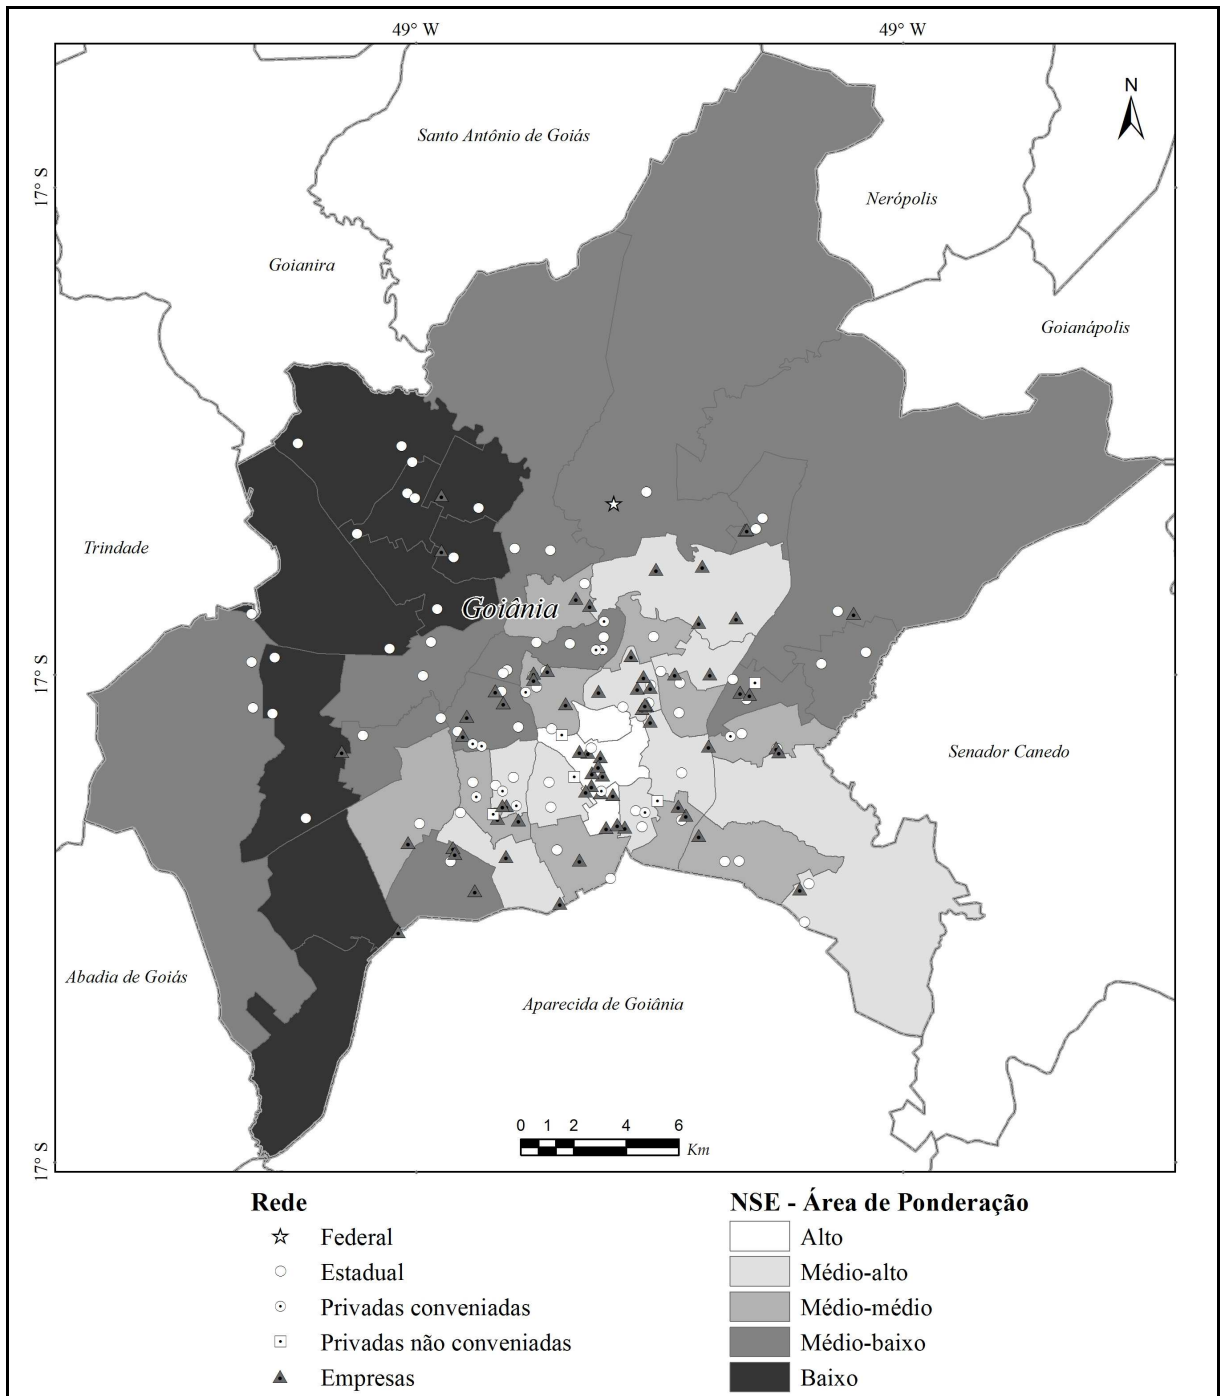 49° W
49° W
N
Santo Antônio de Goiás
17° S
Nerópolis
Goianira
Goianápolis
Trindade
Goiânia
17° S
Senador Canedo
Abadia de Goiás
Aparecida de Goiânia
0 1 2 4 6
Km
17° S
Rede
Federal
Estadual
Privadas conveniadas
Privadas não conveniadas
Empresas
NSE - Área de Ponderação
Alto
Médio-alto
Médio-médio
Médio-baixo
Baixo